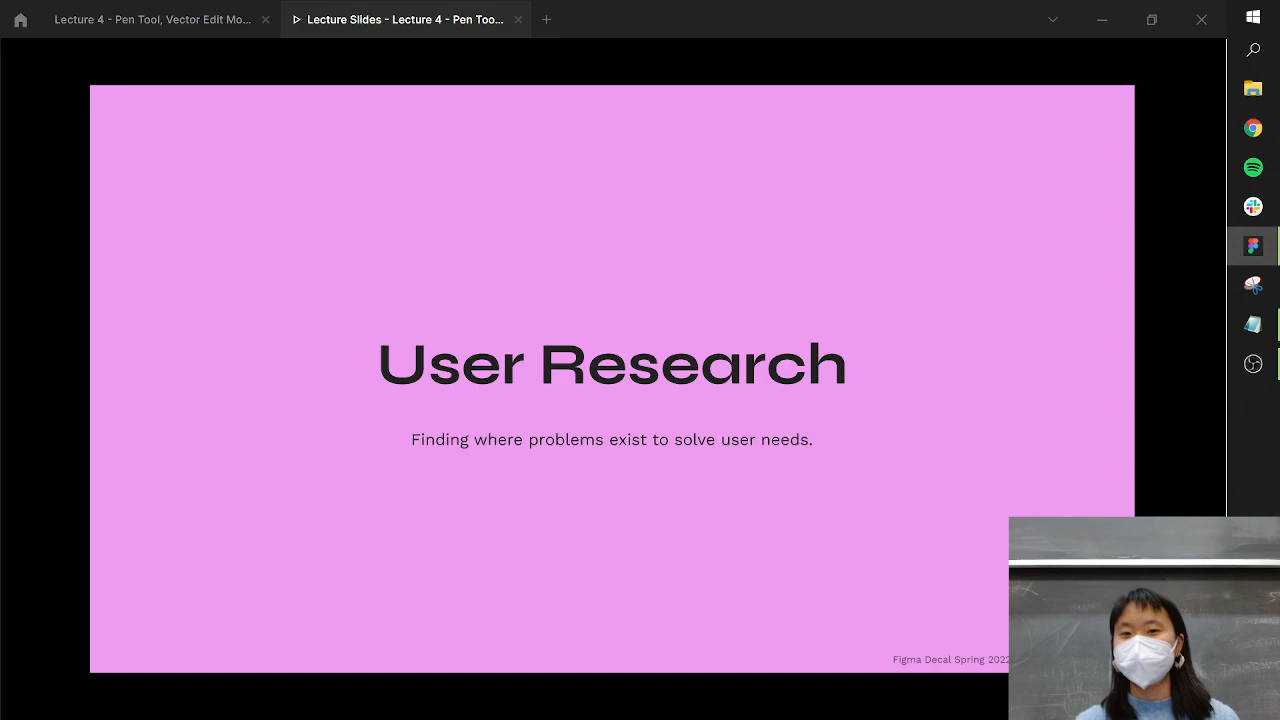 Lecture 4 - Pen Tool, Vector Edit Mo...
Lecture Slides - Lecture 4 - Pen Too...
User Research
Finding where problems exist to solve user needs.
Figma Decal Spring 2022